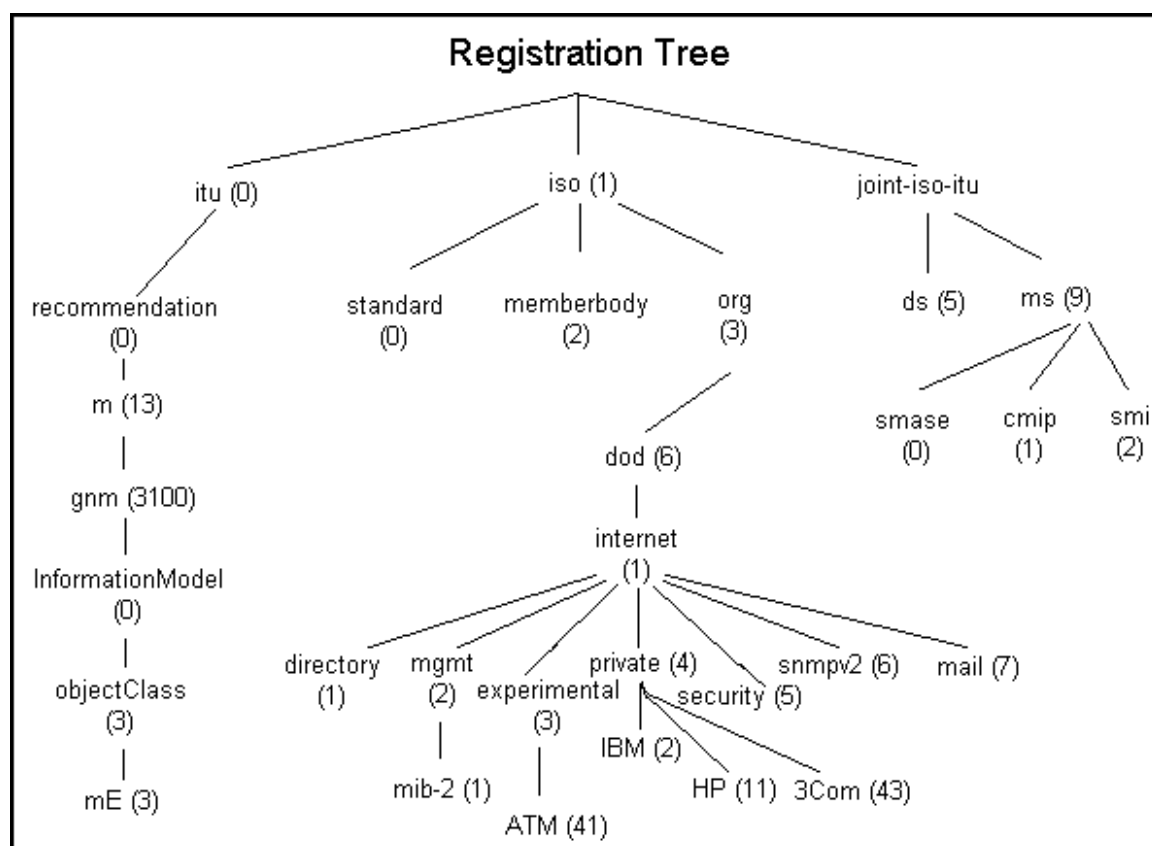 Registration Tree
itu (0)
iso (1)
joint-iso-itu
recommendation
(0)
standard
(0)
memberbody
(2)
org
(3)
ds (5)
ms (9)
m (13)
smase
(0)
cmip
(1)
smi
(2)
dod (6)
gnm (3100)
internet
(1)
InformationModel
(0)
directory
(1)
mgmt
(2)
experimental
(3)
private (4)
security (5)
snmpv2 (6)
mail (7)
objectClass
(3)
IBM (2)
mE (3)
mib-2 (1)
HP (11)
3Com (43)
ATM (41)